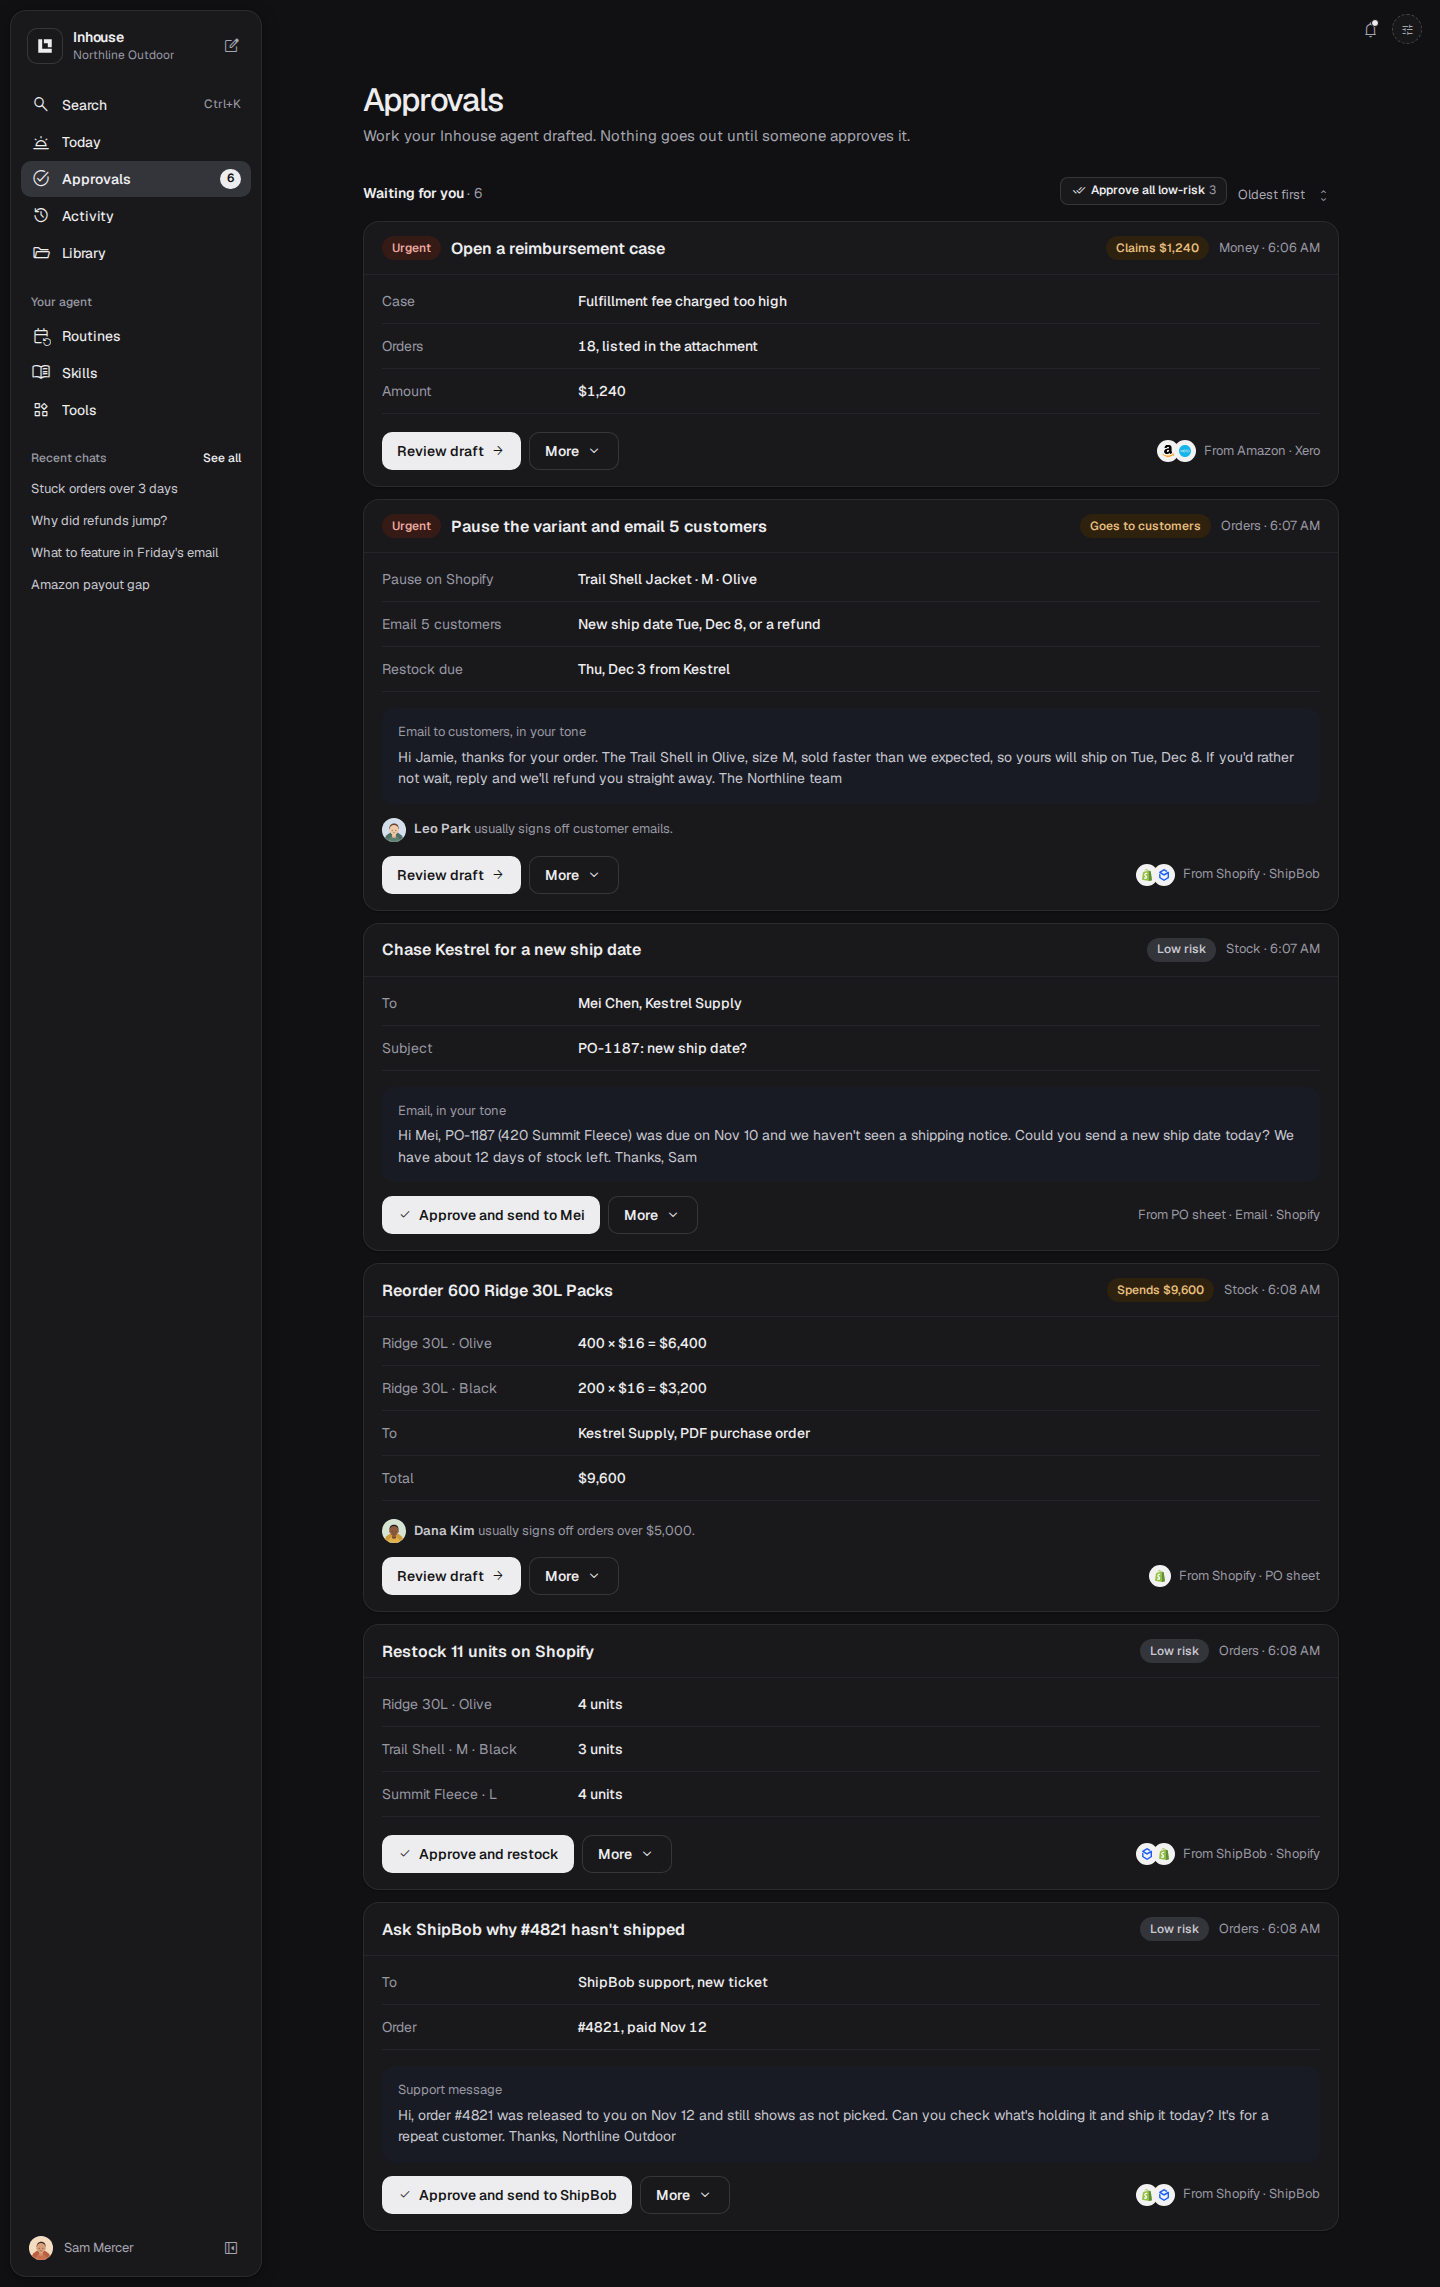 Inhouse
Northline Outdoor
Search Ctrl+K
Today
Approvals 6
Activity
Library
Your agent
Routines
Skills
Tools
Recent chats See all
Stuck orders over 3 days
Why did refunds jump?
What to feature in Friday's email
Amazon payout gap
Sam Mercer
Approvals
Work your Inhouse agent drafted. Nothing goes out until someone approves it.
Waiting for you · 6 Approve all low-risk 3 Oldest first
Urgent Open a reimbursement case Claims $1,240 Money · 6:06 AM
Case Fulfillment fee charged too high
Orders 18, listed in the attachment
Amount $1,240
Review draft More From Amazon · Xero
Urgent Pause the variant and email 5 customers Goes to customers Orders · 6:07 AM
Pause on Shopify Trail Shell Jacket · M · Olive
Email 5 customers New ship date Tue, Dec 8, or a refund
Restock due Thu, Dec 3 from Kestrel
Email to customers, in your tone
Hi Jamie, thanks for your order. The Trail Shell in Olive, size M, sold faster than we expected, so yours will ship on Tue, Dec 8. If you'd rather
not wait, reply and we'll refund you straight away. The Northline team
Leo Park usually signs off customer emails.
Review draft More From Shopify · ShipBob
Chase Kestrel for a new ship date Low risk Stock · 6:07 AM
To Mei Chen, Kestrel Supply
Subject PO-1187: new ship date?
Email, in your tone
Hi Mei, PO-1187 (420 Summit Fleece) was due on Nov 10 and we haven't seen a shipping notice. Could you send a new ship date today? We
have about 12 days of stock left. Thanks, Sam
Approve and send to Mei More From PO sheet · Email · Shopify
Reorder 600 Ridge 30L Packs Spends $9,600 Stock · 6:08 AM
Ridge 30L · Olive 400 × $16 = $6,400
Ridge 30L · Black 200 × $16 = $3,200
To Kestrel Supply, PDF purchase order
Total $9,600
Dana Kim usually signs off orders over $5,000.
Review draft More From Shopify · PO sheet
Restock 11 units on Shopify Low risk Orders · 6:08 AM
Ridge 30L · Olive 4 units
Trail Shell · M · Black 3 units
Summit Fleece · L 4 units
Approve and restock More From ShipBob · Shopify
Ask ShipBob why #4821 hasn't shipped Low risk Orders · 6:08 AM
To ShipBob support, new ticket
Order #4821, paid Nov 12
Support message
Hi, order #4821 was released to you on Nov 12 and still shows as not picked. Can you check what's holding it and ship it today? It's for a
repeat customer. Thanks, Northline Outdoor
Approve and send to ShipBob More From Shopify · ShipBob